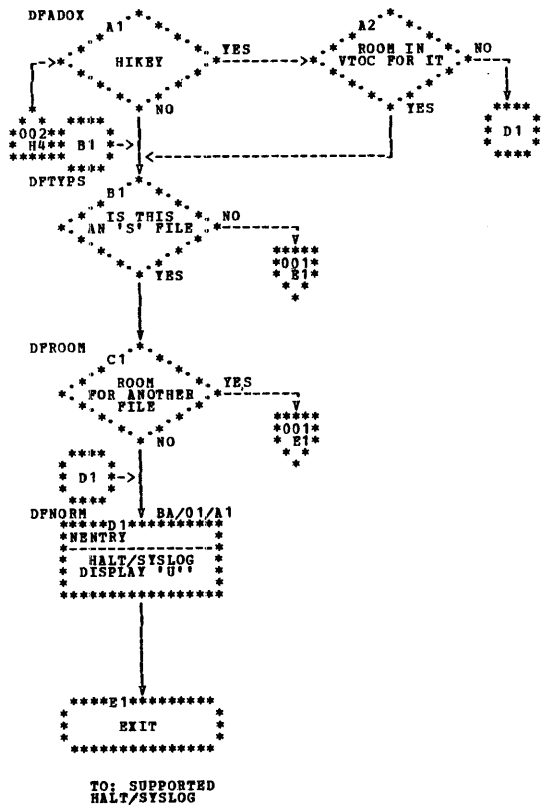 DFADOX
A1
HIKEY
YES
A2
ROOM IN
VTOC FOR IT
NO
NO
YES
002
H4
B1
D1
DFTYPS
B1
IS THIS
AN 'S' FILE
NO
001
E1
YES
DFROOM
C1
ROOM
FOR ANOTHER
FILE
YES
001
E1
NO
D1
DFNORM
BA/01/A1
D1
NENTRY
HALT/SYSLOG
DISPLAY 'U''
E1
EXIT
TO: SUPPORTED
HALT/SYSLOG